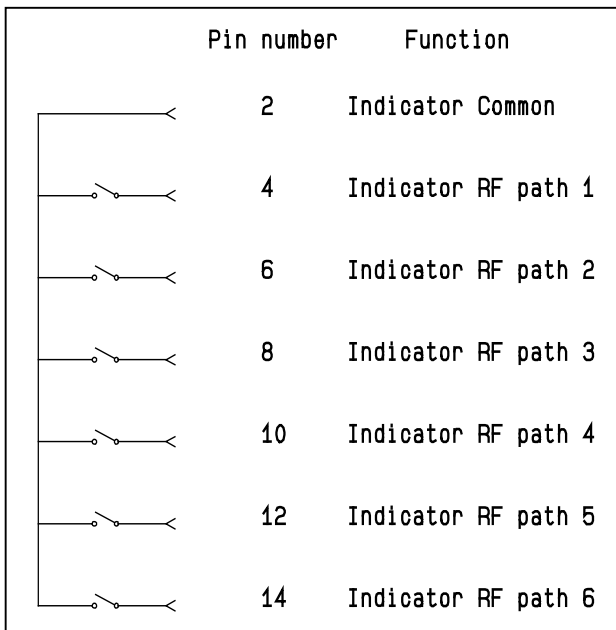 Pin number Function
2 Indicator Common
4 Indicator RF path 1
6 Indicator RF path 2
8 Indicator RF path 3
10 Indicator RF path 4
12 Indicator RF path 5
14 Indicator RF path 6